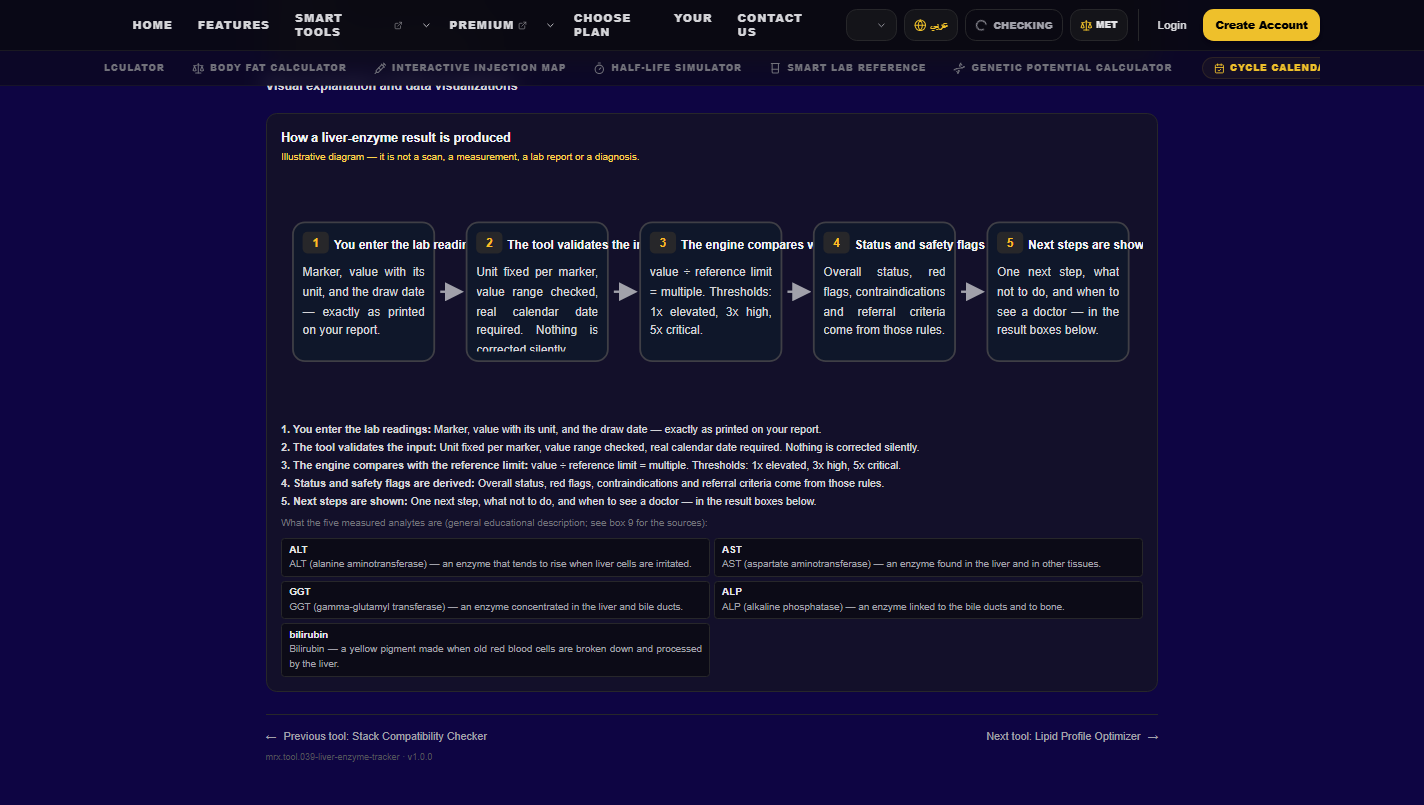 HOME FEATURES SMART TOOLS PREMIUM CHOOSE YOUR PLAN CONTACT US عربي CHECKING MET Login Create Account
LCULATOR BODY FAT CALCULATOR INTERACTIVE INJECTION MAP HALF-LIFE SIMULATOR SMART LAB REFERENCE GENETIC POTENTIAL CALCULATOR CYCLE CALENDA
Visual explanation and data visualizations
How a liver-enzyme result is produced
Illustrative diagram — it is not a scan, a measurement, a lab report or a diagnosis.
1 You enter the lab readin
Marker, value with its
unit, and the draw date
— exactly as printed
on your report.
2 The tool validates the in
Unit fixed per marker,
value range checked,
real calendar date
required. Nothing is
corrected silently.
3 The engine compares w
value ÷ reference limit
= multiple. Thresholds:
1x elevated, 3x high,
5x critical.
4 Status and safety flags
Overall status, red
flags, contraindications
and referral criteria
come from those rules.
5 Next steps are show
One next step, what
not to do, and when to
see a doctor — in the
result boxes below.
1. You enter the lab readings: Marker, value with its unit, and the draw date — exactly as printed on your report.
2. The tool validates the input: Unit fixed per marker, value range checked, real calendar date required. Nothing is corrected silently.
3. The engine compares with the reference limit: value ÷ reference limit = multiple. Thresholds: 1x elevated, 3x high, 5x critical.
4. Status and safety flags are derived: Overall status, red flags, contraindications and referral criteria come from those rules.
5. Next steps are shown: One next step, what not to do, and when to see a doctor — in the result boxes below.
What the five measured analytes are (general educational description; see box 9 for the sources):
ALT
ALT (alanine aminotransferase) — an enzyme that tends to rise when liver cells are irritated.
AST
AST (aspartate aminotransferase) — an enzyme found in the liver and in other tissues.
GGT
GGT (gamma-glutamyl transferase) — an enzyme concentrated in the liver and bile ducts.
ALP
ALP (alkaline phosphatase) — an enzyme linked to the bile ducts and to bone.
bilirubin
Bilirubin — a yellow pigment made when old red blood cells are broken down and processed
by the liver.
← Previous tool: Stack Compatibility Checker
Next tool: Lipid Profile Optimizer →
mrx.tool.039-liver-enzyme-tracker · v1.0.0